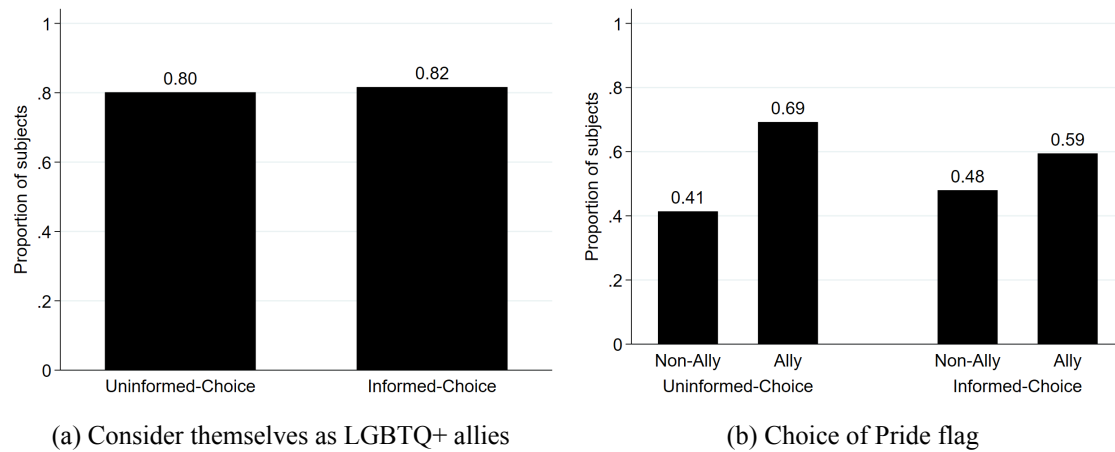 Proportion of subjects
1
.8
.6
.4
.2
0
0.80
0.82
Uninformed-Choice Informed-Choice
(a) Consider themselves as LGBTQ+ allies
Proportion of subjects
1
.8
.6
.4
.2
0
0.41
0.69
0.48
0.59
Non-Ally Ally Non-Ally Ally
Uninformed-Choice Informed-Choice
(b) Choice of Pride flag